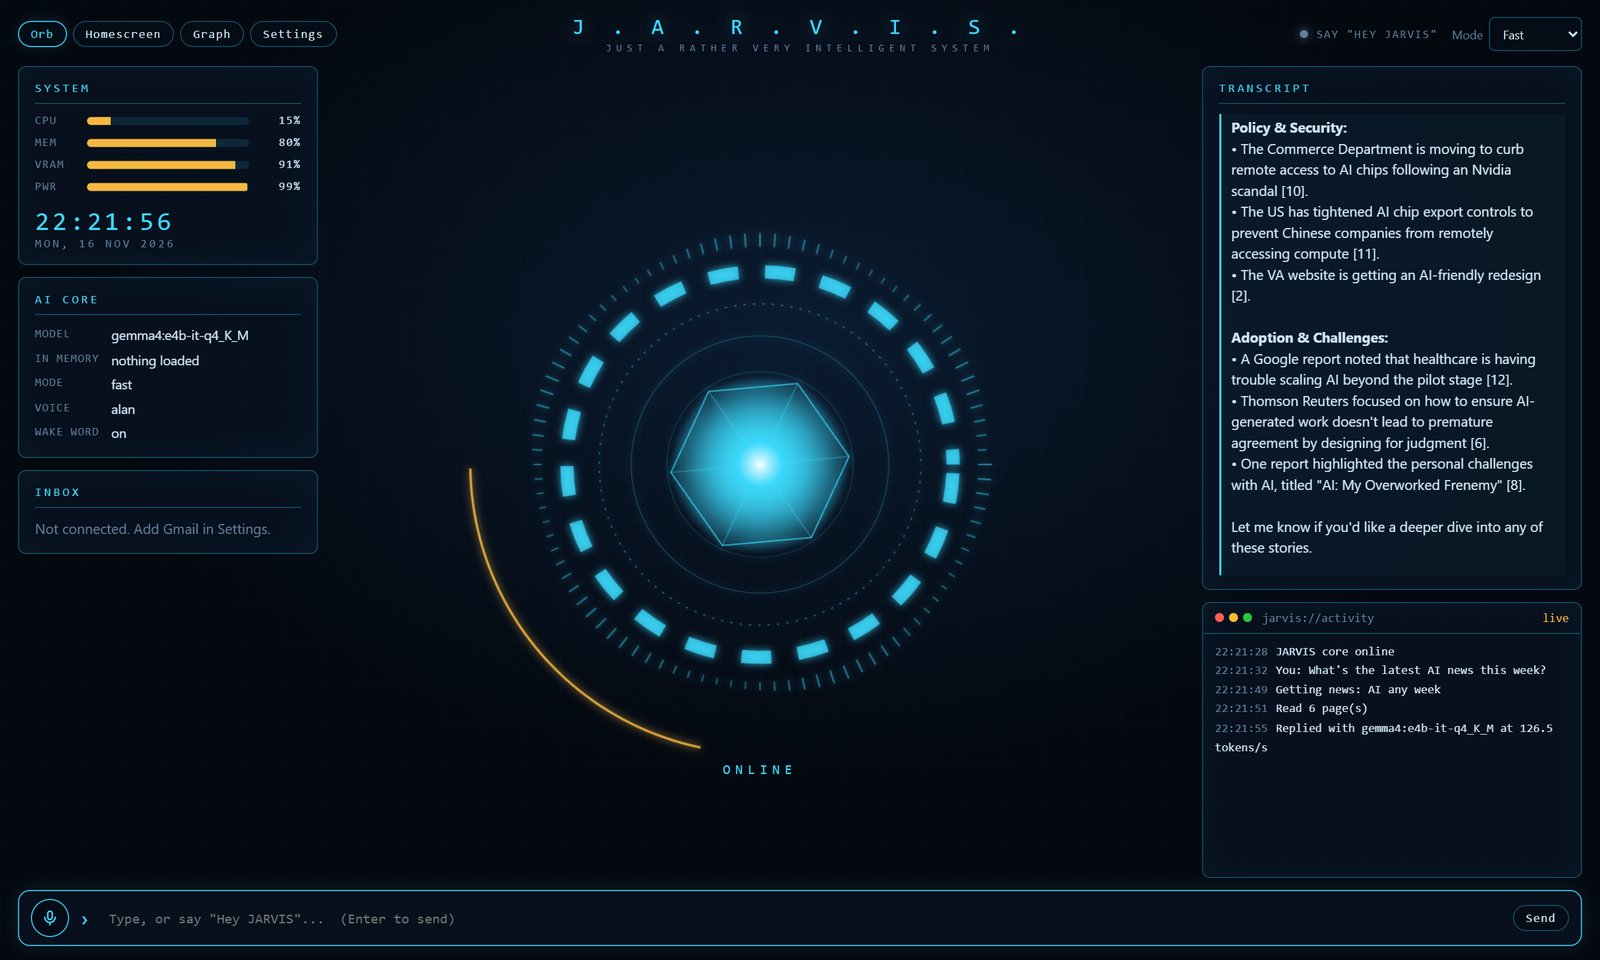 Orb Homescreen Graph Settings
J.A.R.V.I.S.
JUST A RATHER VERY INTELLIGENT SYSTEM
SAY "HEY JARVIS" Mode Fast
SYSTEM
CPU 15%
MEM 80%
VRAM 91%
PWR 99%
22:21:56
MON, 16 NOV 2026
AI CORE
MODEL gemma4:e4b-it-q4_K_M
IN MEMORY nothing loaded
MODE fast
VOICE alan
WAKE WORD on
INBOX
Not connected. Add Gmail in Settings.
ONLINE
TRANSCRIPT
Policy & Security:
• The Commerce Department is moving to curb
remote access to AI chips following an Nvidia
scandal [10].
• The US has tightened AI chip export controls to
prevent Chinese companies from remotely
accessing compute [11].
• The VA website is getting an AI-friendly redesign
[2].
Adoption & Challenges:
• A Google report noted that healthcare is having
trouble scaling AI beyond the pilot stage [12].
• Thomson Reuters focused on how to ensure AI-
generated work doesn't lead to premature
agreement by designing for judgment [6].
• One report highlighted the personal challenges
with AI, titled "AI: My Overworked Frenemy" [8].
Let me know if you'd like a deeper dive into any of
these stories.
jarvis://activity live
22:21:28 JARVIS core online
22:21:32 You: What's the latest AI news this week?
22:21:49 Getting news: AI any week
22:21:51 Read 6 page(s)
22:21:55 Replied with gemma4:e4b-it-q4_K_M at 126.5
tokens/s
› Type, or say "Hey JARVIS"... (Enter to send) Send